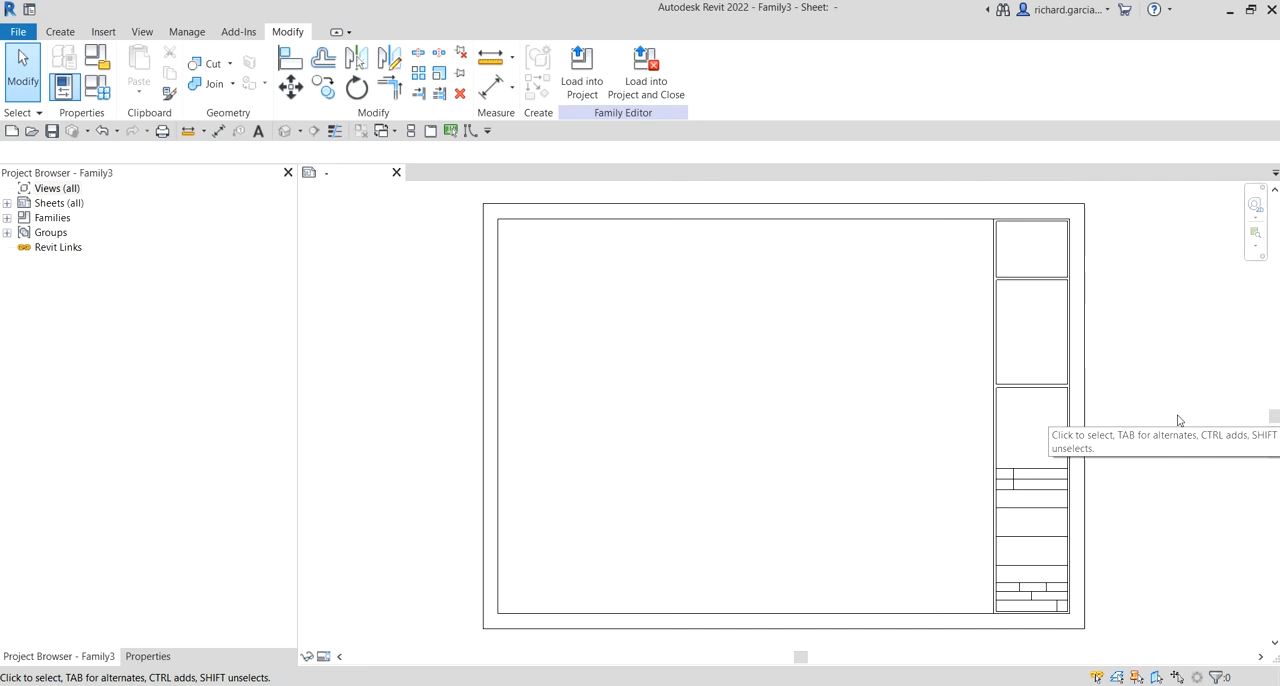 Autodesk Revit 2022 - Family3 - Sheet: -
richard.garcia...
File Create Insert View Manage Add-Ins Modify
Modify
Paste
Cut
Join
Load into
Project
Load into
Project and Close
Select Properties Clipboard Geometry Modify Measure Create Family Editor
Project Browser - Family3
-
Views (all)
Sheets (all)
Families
Groups
Revit Links
Click to select, TAB for alternates, CTRL adds, SHIFT
unselects.
Project Browser - Family3 Properties
Click to select, TAB for alternates, CTRL adds, SHIFT unselects.
:0